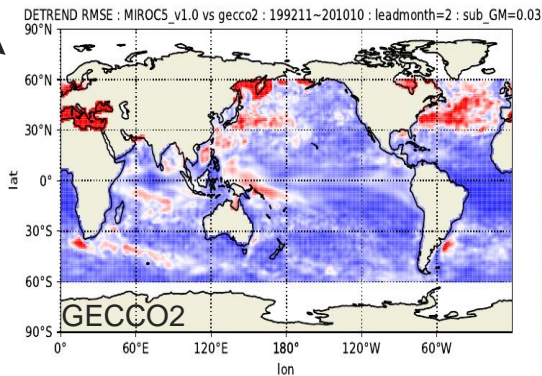 DETREND RMSE : MIROC5_v1.0 vs gecco2 : 199211~201010 : leadmonth=2 : sub_GM=0.03
90°N
60°N
30°N
0°
30°S
60°S
90°S
lat
GECCO2
0° 60°E 120°E 180° 120°W 60°W
lon